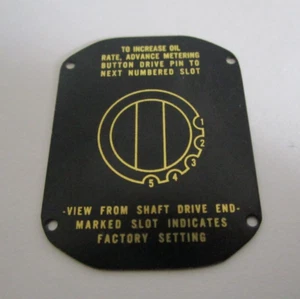 TO INCREASE OIL
RATE, ADVANCE METERING
BUTTON DRIVE PIN TO
NEXT NUMBERED SLOT
1
2
3
4
5
-VIEW FROM SHAFT DRIVE END-
MARKED SLOT INDICATES
FACTORY SETTING